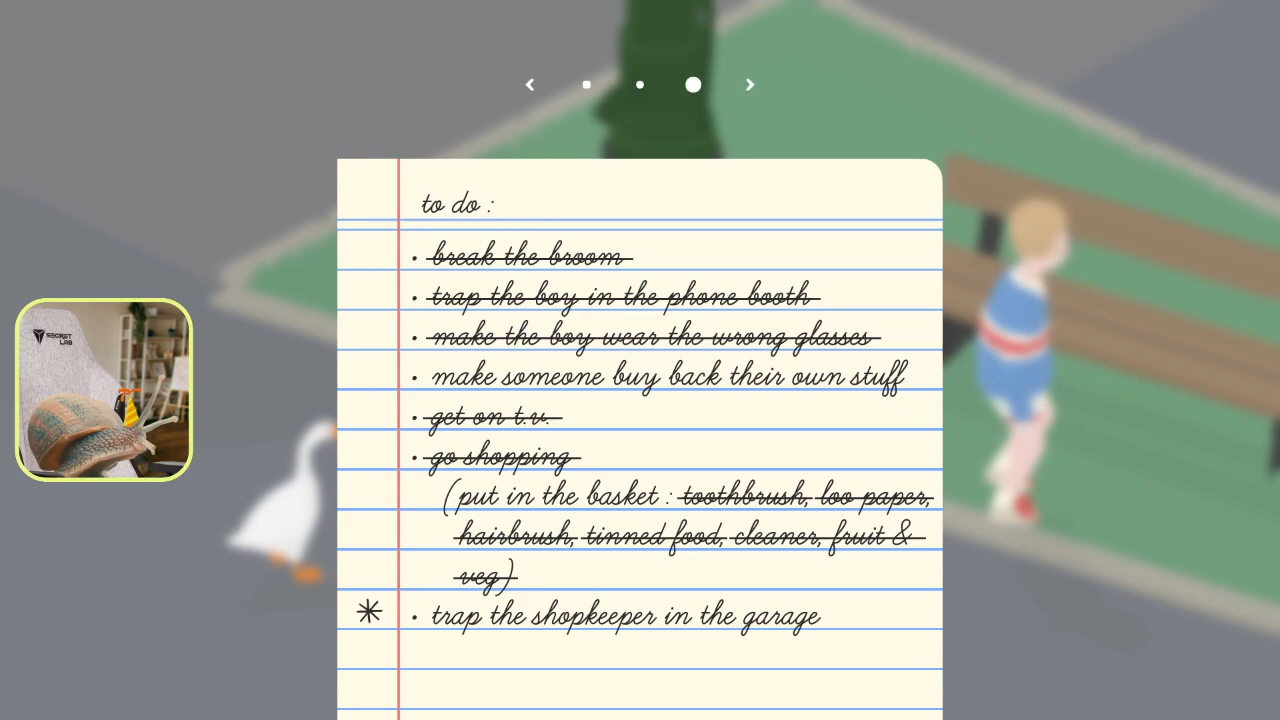 to do :
• break the broom
• trap the boy in the phone booth
• make the boy wear the wrong glasses
• make someone buy back their own stuff
• get on t.v.
• go shopping
(put in the basket : toothbrush, loo paper,
hairbrush, tinned food, cleaner, fruit &
veg)
• trap the shopkeeper in the garage
SECRET
LAB